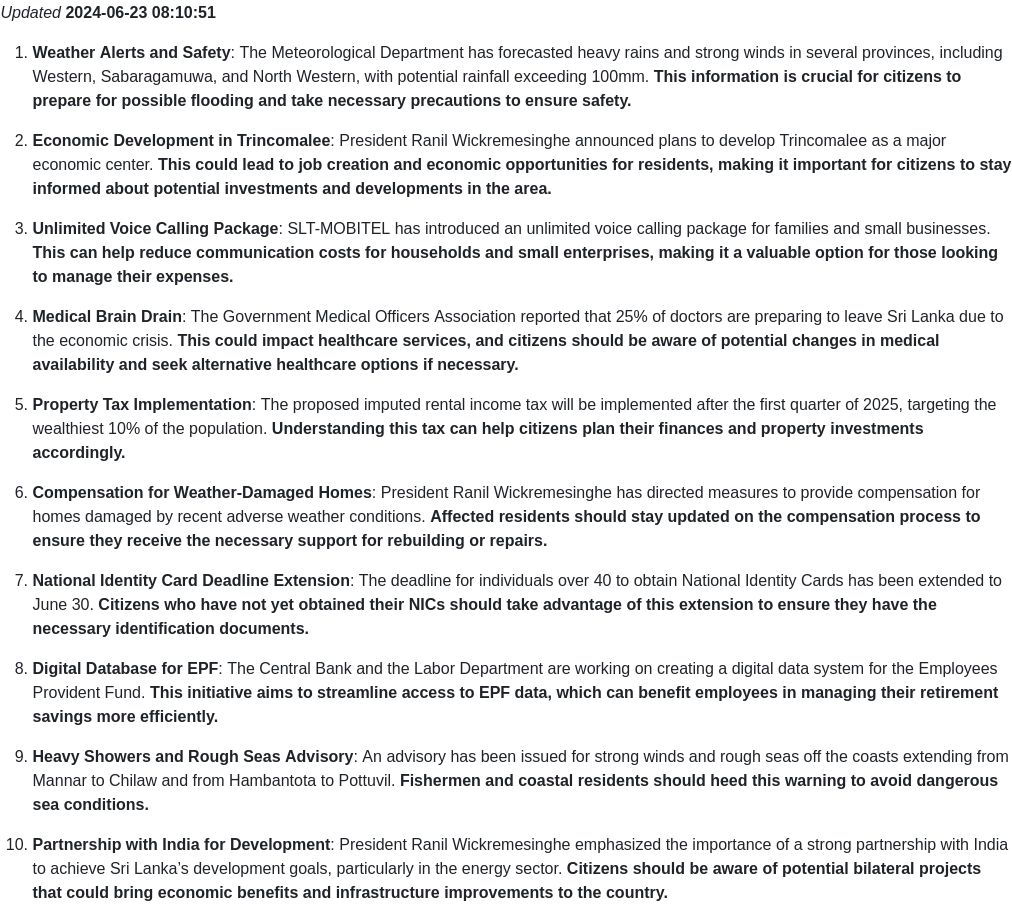 Updated 2024-06-23 08:10:51
1. Weather Alerts and Safety: The Meteorological Department has forecasted heavy rains and strong winds in several provinces, including
Western, Sabaragamuwa, and North Western, with potential rainfall exceeding 100mm. This information is crucial for citizens to
prepare for possible flooding and take necessary precautions to ensure safety.
2. Economic Development in Trincomalee: President Ranil Wickremesinghe announced plans to develop Trincomalee as a major
economic center. This could lead to job creation and economic opportunities for residents, making it important for citizens to stay
informed about potential investments and developments in the area.
3. Unlimited Voice Calling Package: SLT-MOBITEL has introduced an unlimited voice calling package for families and small businesses.
This can help reduce communication costs for households and small enterprises, making it a valuable option for those looking
to manage their expenses.
4. Medical Brain Drain: The Government Medical Officers Association reported that 25% of doctors are preparing to leave Sri Lanka due to
the economic crisis. This could impact healthcare services, and citizens should be aware of potential changes in medical
availability and seek alternative healthcare options if necessary.
5. Property Tax Implementation: The proposed imputed rental income tax will be implemented after the first quarter of 2025, targeting the
wealthiest 10% of the population. Understanding this tax can help citizens plan their finances and property investments
accordingly.
6. Compensation for Weather-Damaged Homes: President Ranil Wickremesinghe has directed measures to provide compensation for
homes damaged by recent adverse weather conditions. Affected residents should stay updated on the compensation process to
ensure they receive the necessary support for rebuilding or repairs.
7. National Identity Card Deadline Extension: The deadline for individuals over 40 to obtain National Identity Cards has been extended to
June 30. Citizens who have not yet obtained their NICs should take advantage of this extension to ensure they have the
necessary identification documents.
8. Digital Database for EPF: The Central Bank and the Labor Department are working on creating a digital data system for the Employees
Provident Fund. This initiative aims to streamline access to EPF data, which can benefit employees in managing their retirement
savings more efficiently.
9. Heavy Showers and Rough Seas Advisory: An advisory has been issued for strong winds and rough seas off the coasts extending from
Mannar to Chilaw and from Hambantota to Pottuvil. Fishermen and coastal residents should heed this warning to avoid dangerous
sea conditions.
10. Partnership with India for Development: President Ranil Wickremesinghe emphasized the importance of a strong partnership with India
to achieve Sri Lanka’s development goals, particularly in the energy sector. Citizens should be aware of potential bilateral projects
that could bring economic benefits and infrastructure improvements to the country.